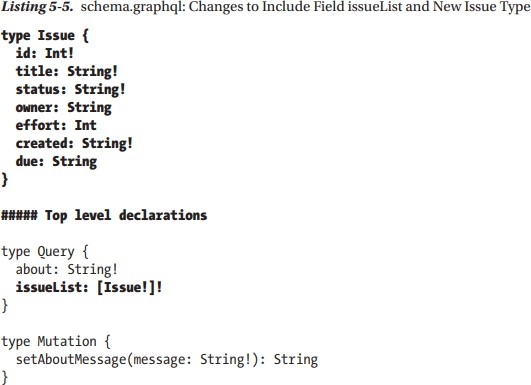 Listing 5-5. schema.graphql: Changes to Include Field issueList and New Issue Type
type Issue {
  id: Int!
  title: String!
  status: String!
  owner: String
  effort: Int
  created: String!
  due: String
}
##### Top level declarations
type Query {
  about: String!
  issueList: [Issue!]!
}
type Mutation {
  setAboutMessage(message: String!): String
}